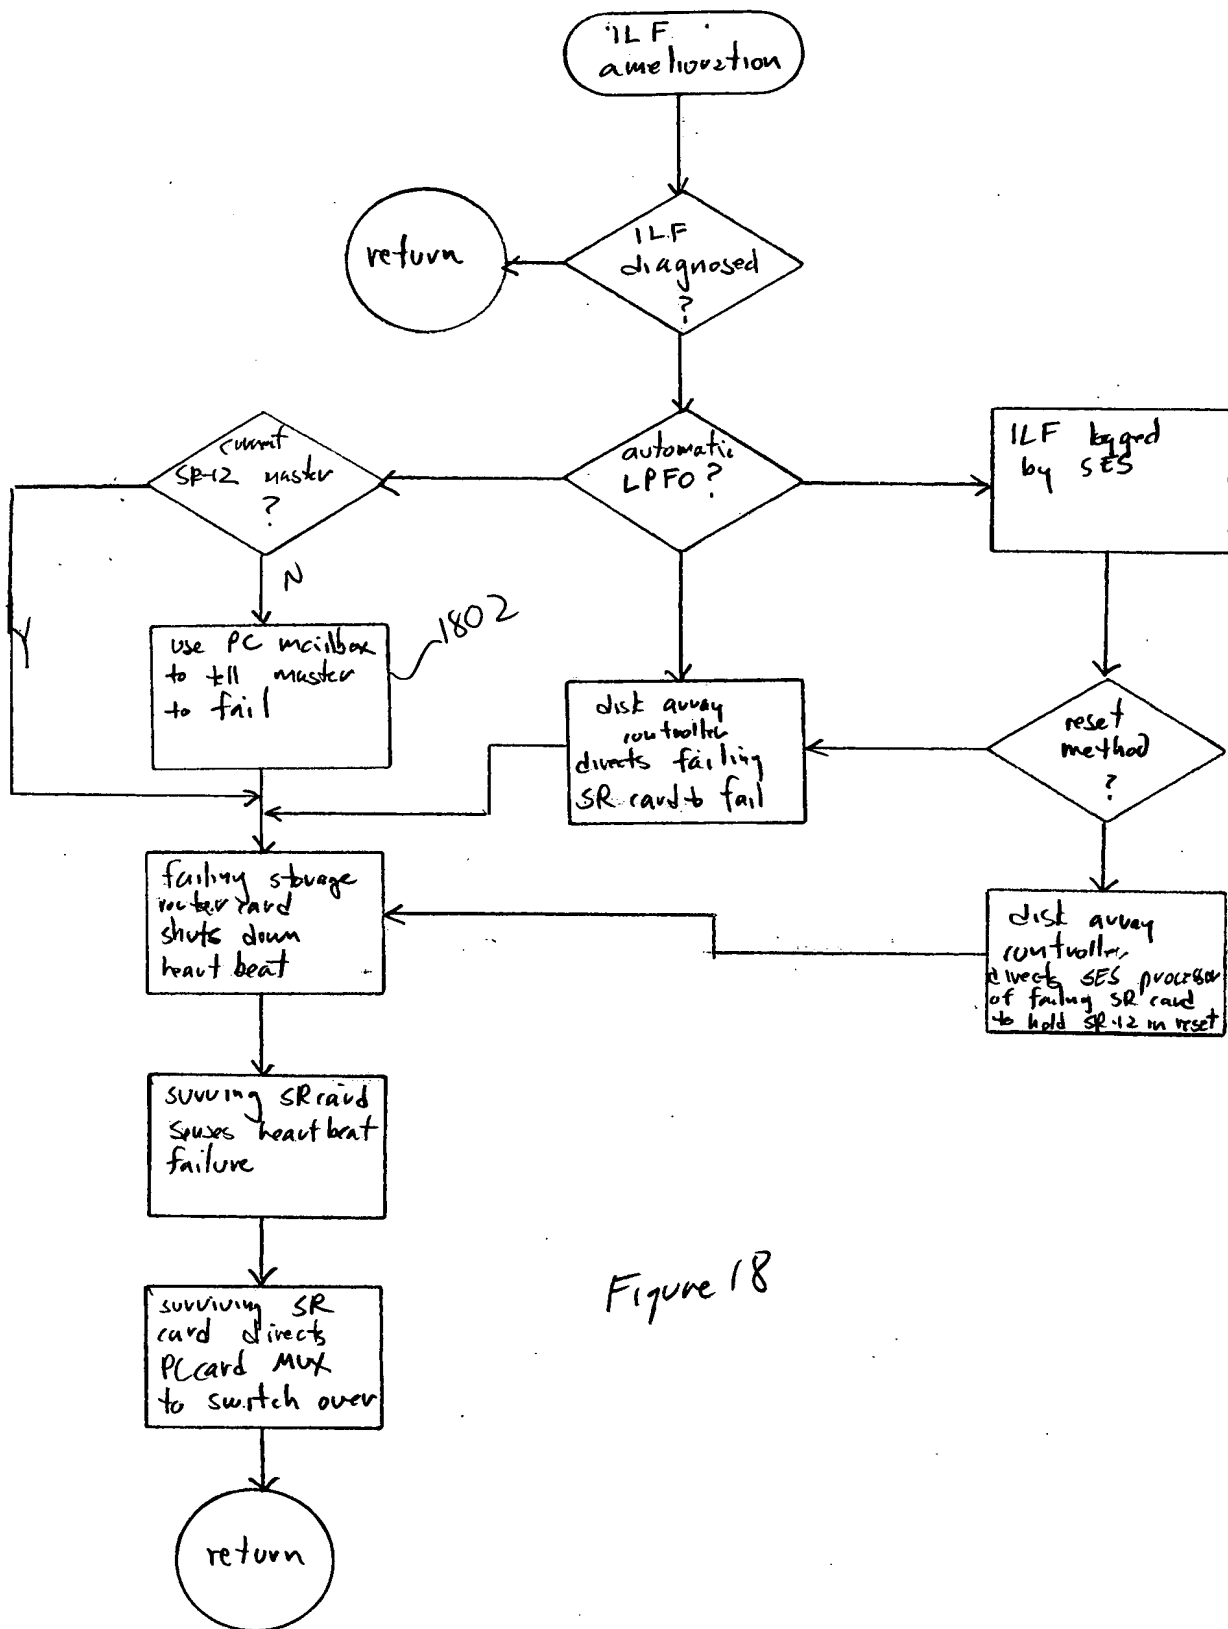 ILF
amelioration
return
ILF
diagnosed
?
current
SR-12 master
?
automatic
LPFO?
ILF logged
by SES
N
Y
1802
use PC mailbox
to tell master
to fail
disk array
controller
directs failing
SR card to fail
reset
method
?
failing storage
router card
shuts down
heart beat
disk array
controller
directs SES processor
of failing SR card
to hold SR-12 in reset
surving SR card
senses heartbeat
failure
surviving SR
card directs
PC card MUX
to switch over
Figure 18
return